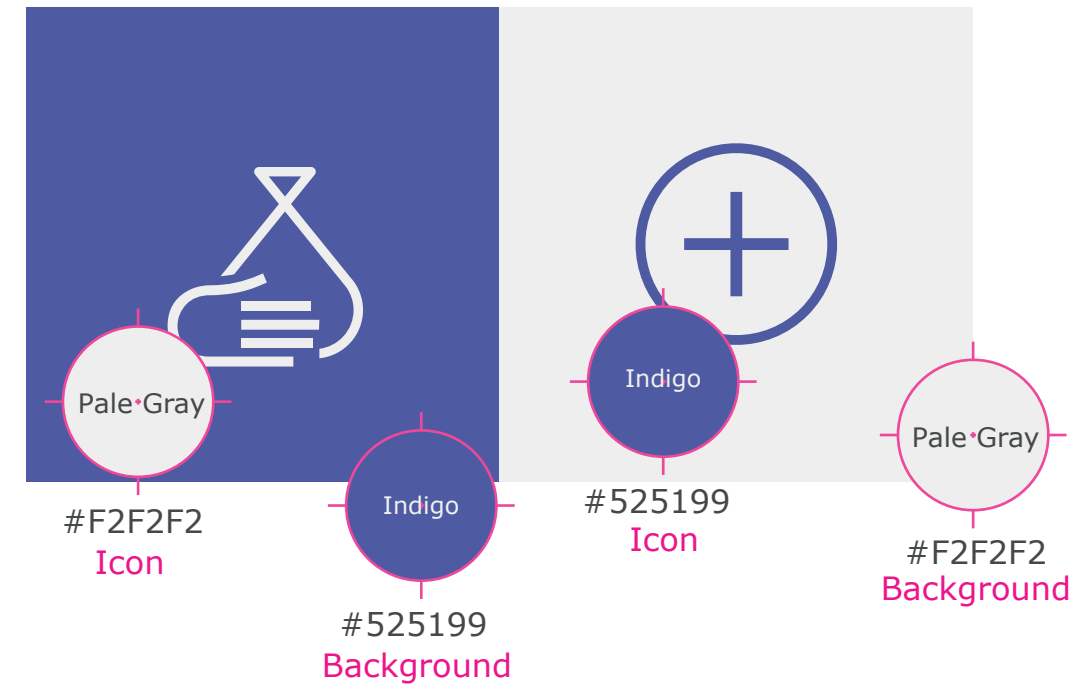 Pale Gray
#F2F2F2
Icon
Indigo
#525199
Background
Indigo
#525199
Icon
Pale Gray
#F2F2F2
Background